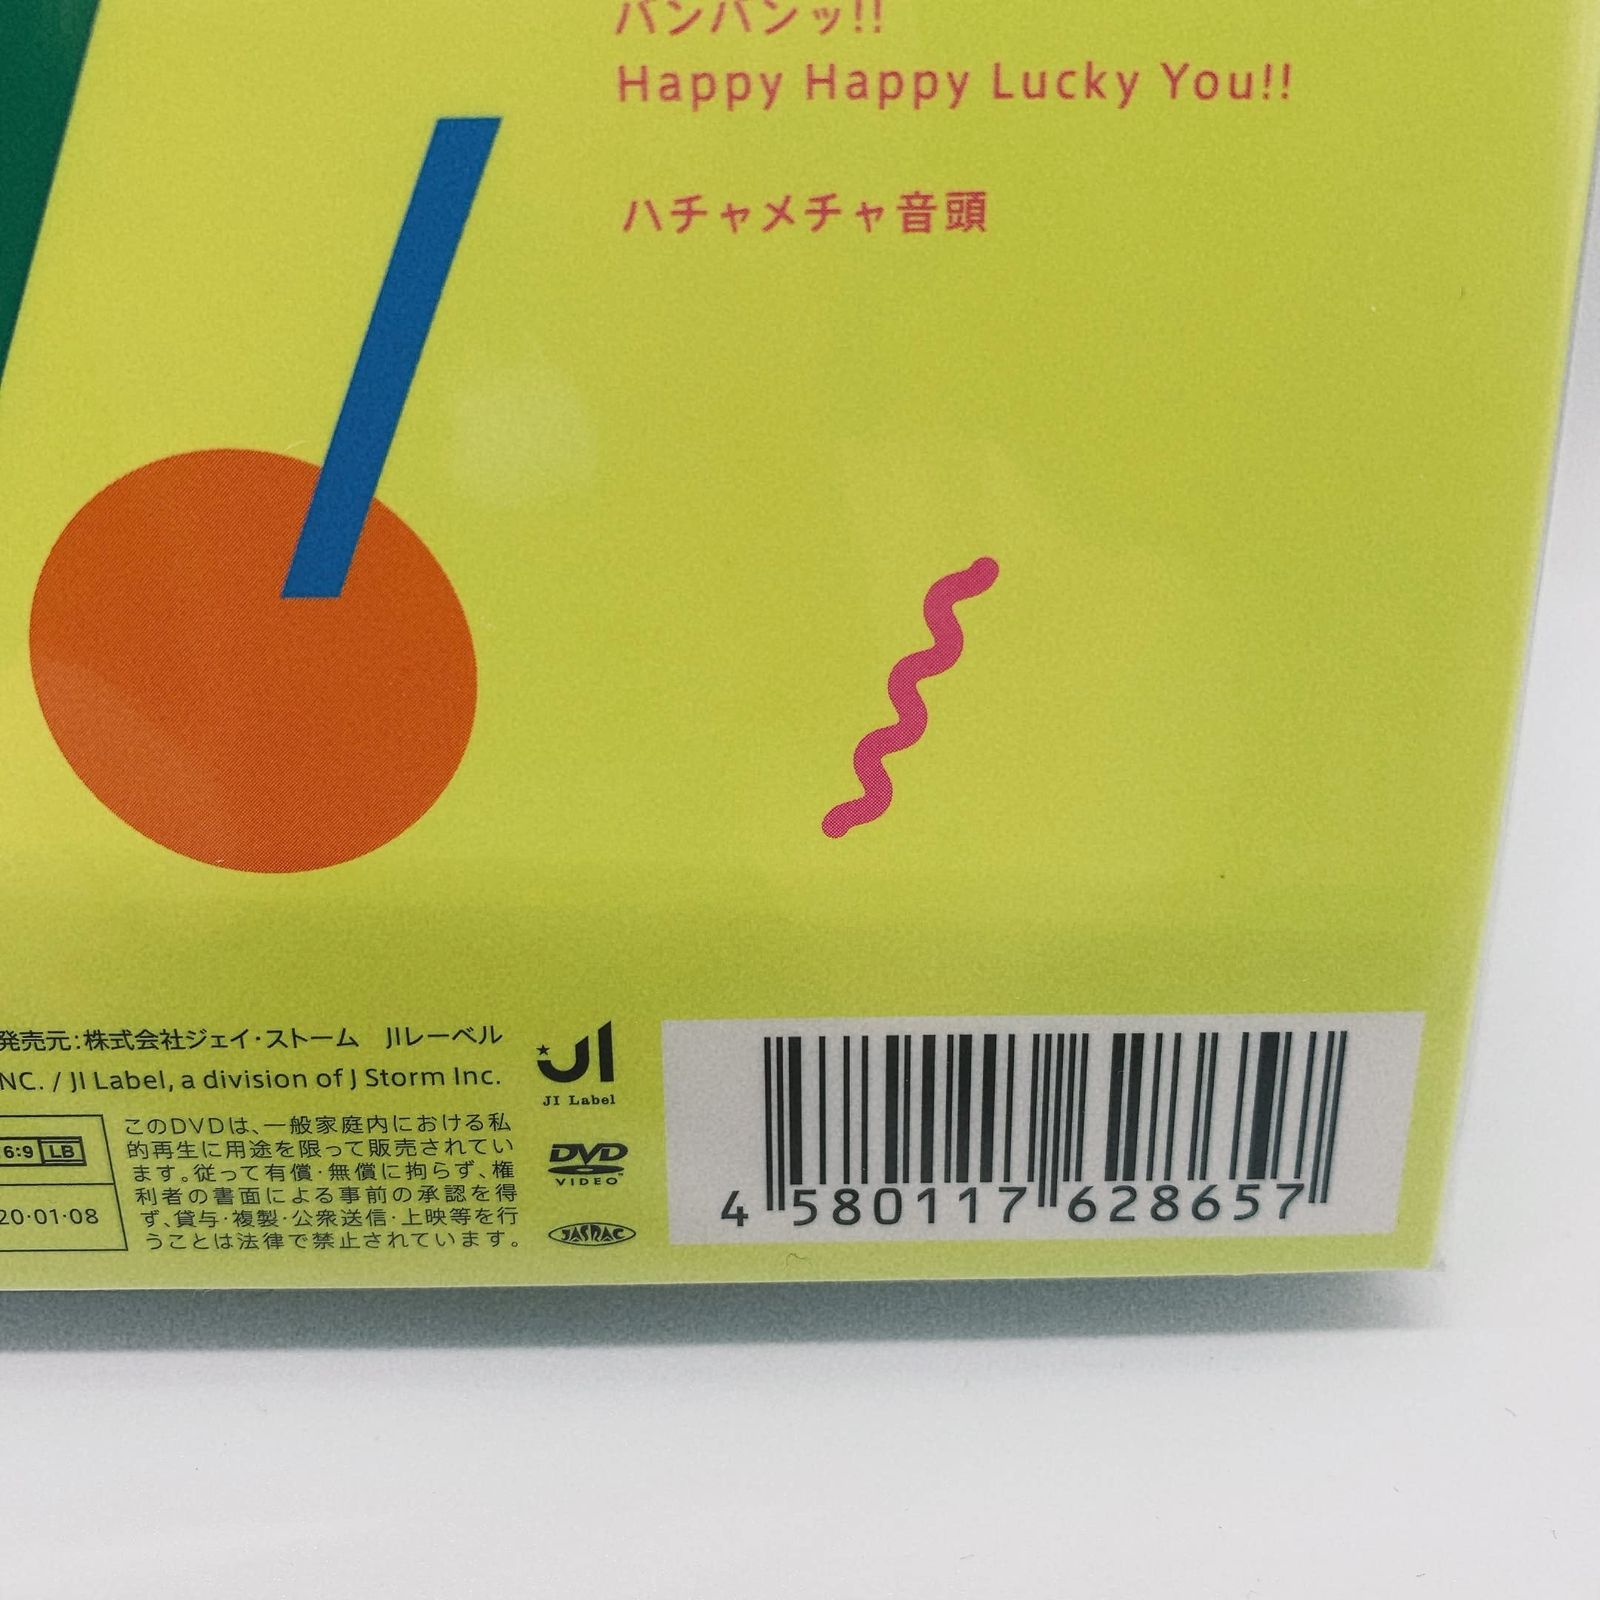 バンバンッ!!
Happy Happy Lucky You!!
ハチャメチャ音頭
発売元:株式会社ジェイ・ストーム JIレーベル
NC. / JI Label, a division of J Storm Inc.
JI
JI Label
6:9 LB
20·01·08
このDVDは、一般家庭内における私
的再生に用途を限って販売されてい
ます。従って有償・無償に拘らず、権
利者の書面による事前の承認を得
ず、貸与・複製・公衆送信・上映等を行
うことは法律で禁止されています。
DVD
VIDEO™
JASRAC
4 580117 628657